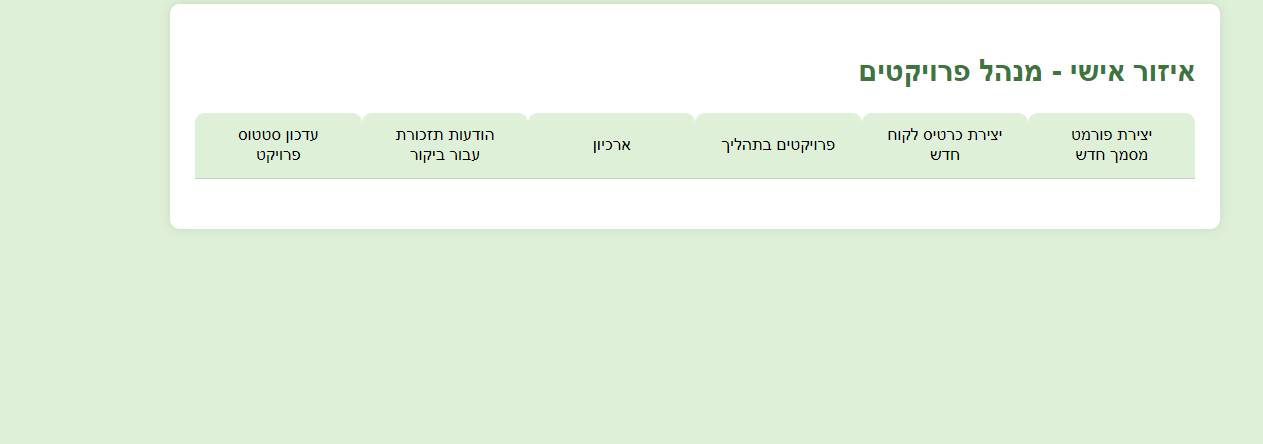 איזור אישי - מנהל פרויקטים
יצירת פורמט
מסמך חדש
יצירת כרטיס לקוח
חדש
פרויקטים בתהליך
ארכיון
הודעות תזכורת
עבור ביקור
עדכון סטטוס
פרויקט